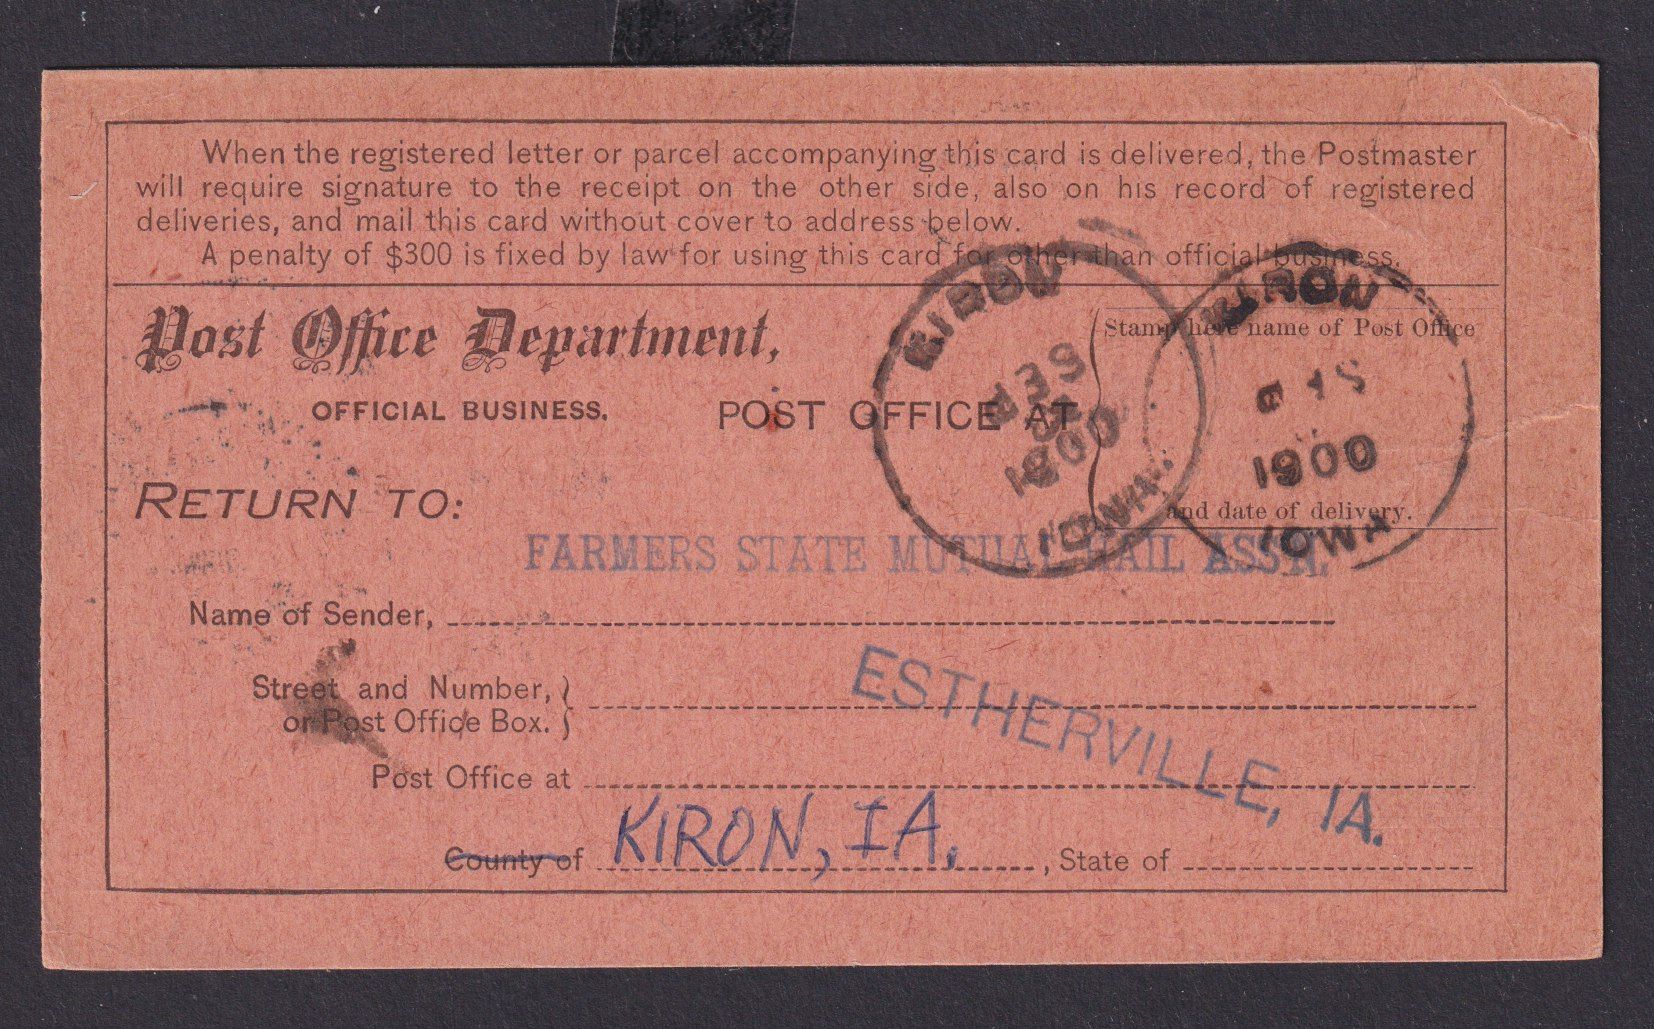 When the registered letter or parcel accompanying this card is delivered, the Postmaster
will require signature to the receipt on the other side, also on his record of registered
deliveries, and mail this card without cover to address below.
A penalty of $300 is fixed by law for using this card for other than official business.
Post Office Department,
OFFICIAL BUSINESS.
POST OFFICE AT
Stamp here name of Post Office
and date of delivery.
KIRON
SEP
1900
IOWA.
KIRON
1900
IOWA
RETURN TO:
FARMERS STATE MUTUAL HAIL ASS'N.
Name of Sender,
Street and Number,
or Post Office Box.
ESTHERVILLE, IA.
Post Office at
County of KIRON, IA. , State of